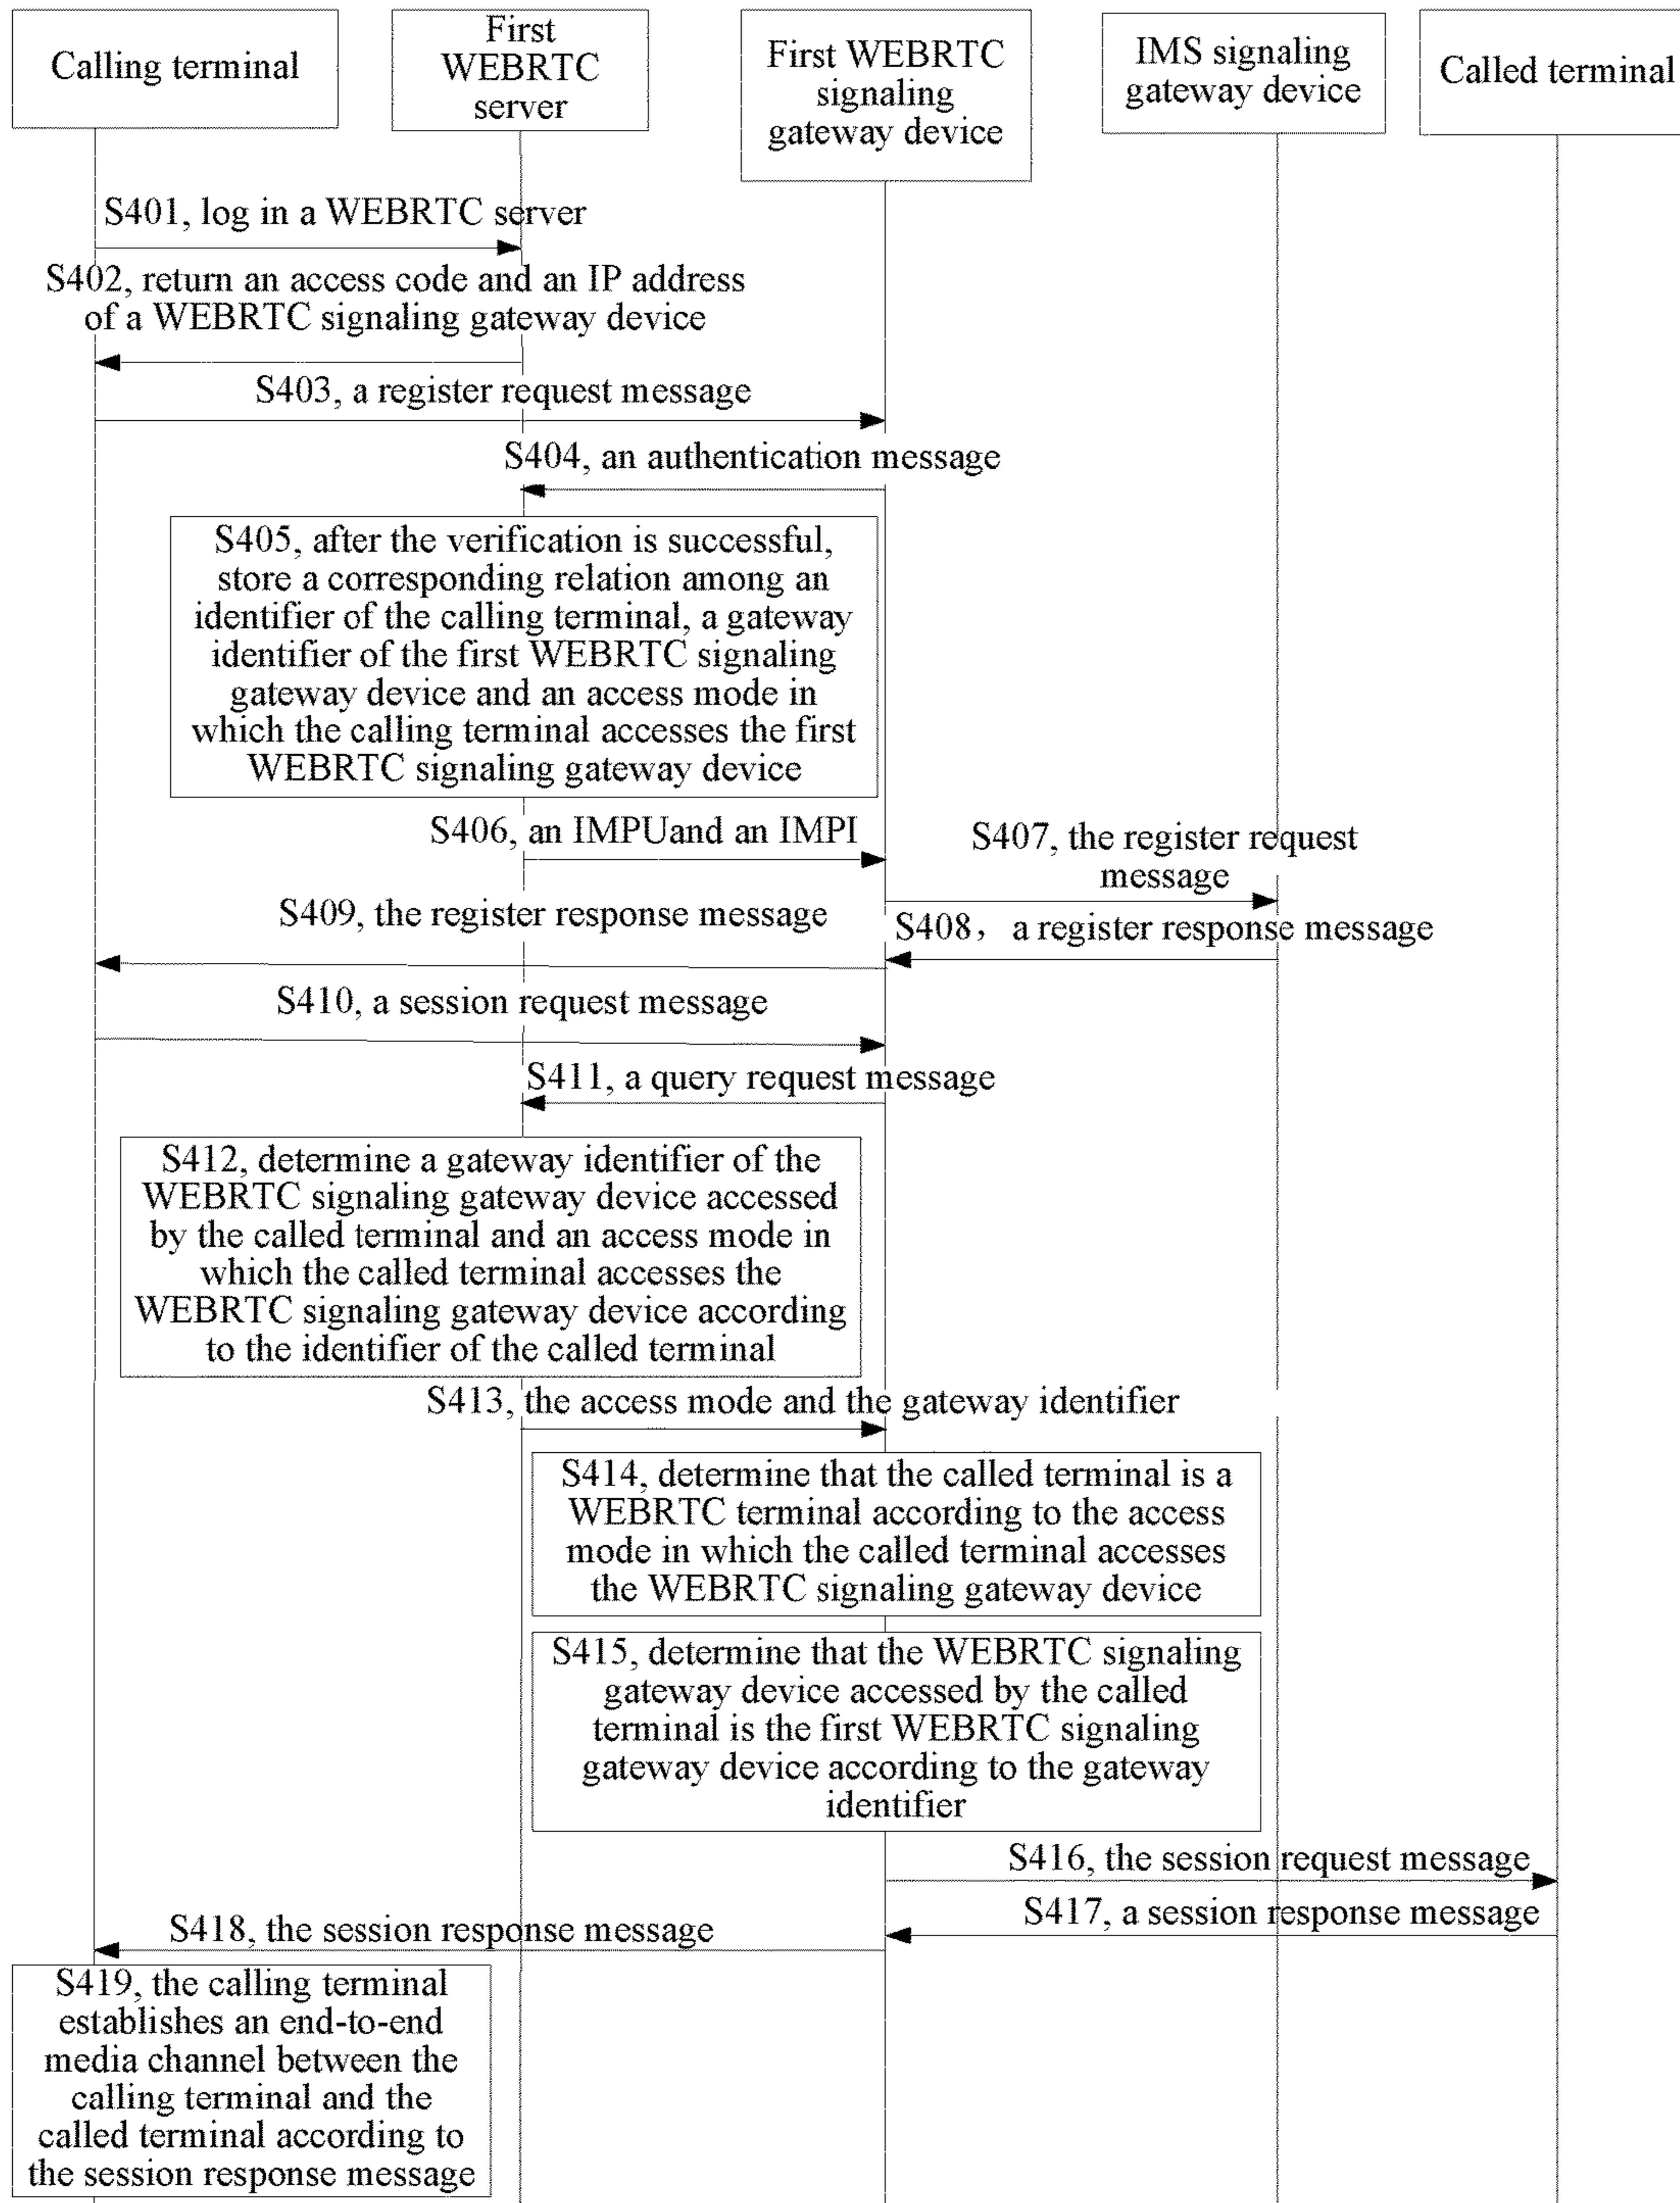 Calling terminal
First
WEBRTC
server
First WEBRTC
signaling
gateway device
IMS signaling
gateway device
Called terminal
S401, log in a WEBRTC server
S402, return an access code and an IP address
of a WEBRTC signaling gateway device
S403, a register request message
S404, an authentication message
S405, after the verification is successful,
store a corresponding relation among an
identifier of the calling terminal, a gateway
identifier of the first WEBRTC signaling
gateway device and an access mode in
which the calling terminal accesses the first
WEBRTC signaling gateway device
S406, an IMPUand an IMPI
S407, the register request
message
S409, the register response message
S408, a register response message
S410, a session request message
S411, a query request message
S412, determine a gateway identifier of the
WEBRTC signaling gateway device accessed
by the called terminal and an access mode in
which the called terminal accesses the
WEBRTC signaling gateway device according
to the identifier of the called terminal
S413, the access mode and the gateway identifier
S414, determine that the called terminal is a
WEBRTC terminal according to the access
mode in which the called terminal accesses
the WEBRTC signaling gateway device
S415, determine that the WEBRTC signaling
gateway device accessed by the called
terminal is the first WEBRTC signaling
gateway device according to the gateway
identifier
S416, the session request message
S417, a session response message
S418, the session response message
S419, the calling terminal
establishes an end-to-end
media channel between the
calling terminal and the
called terminal according to
the session response message